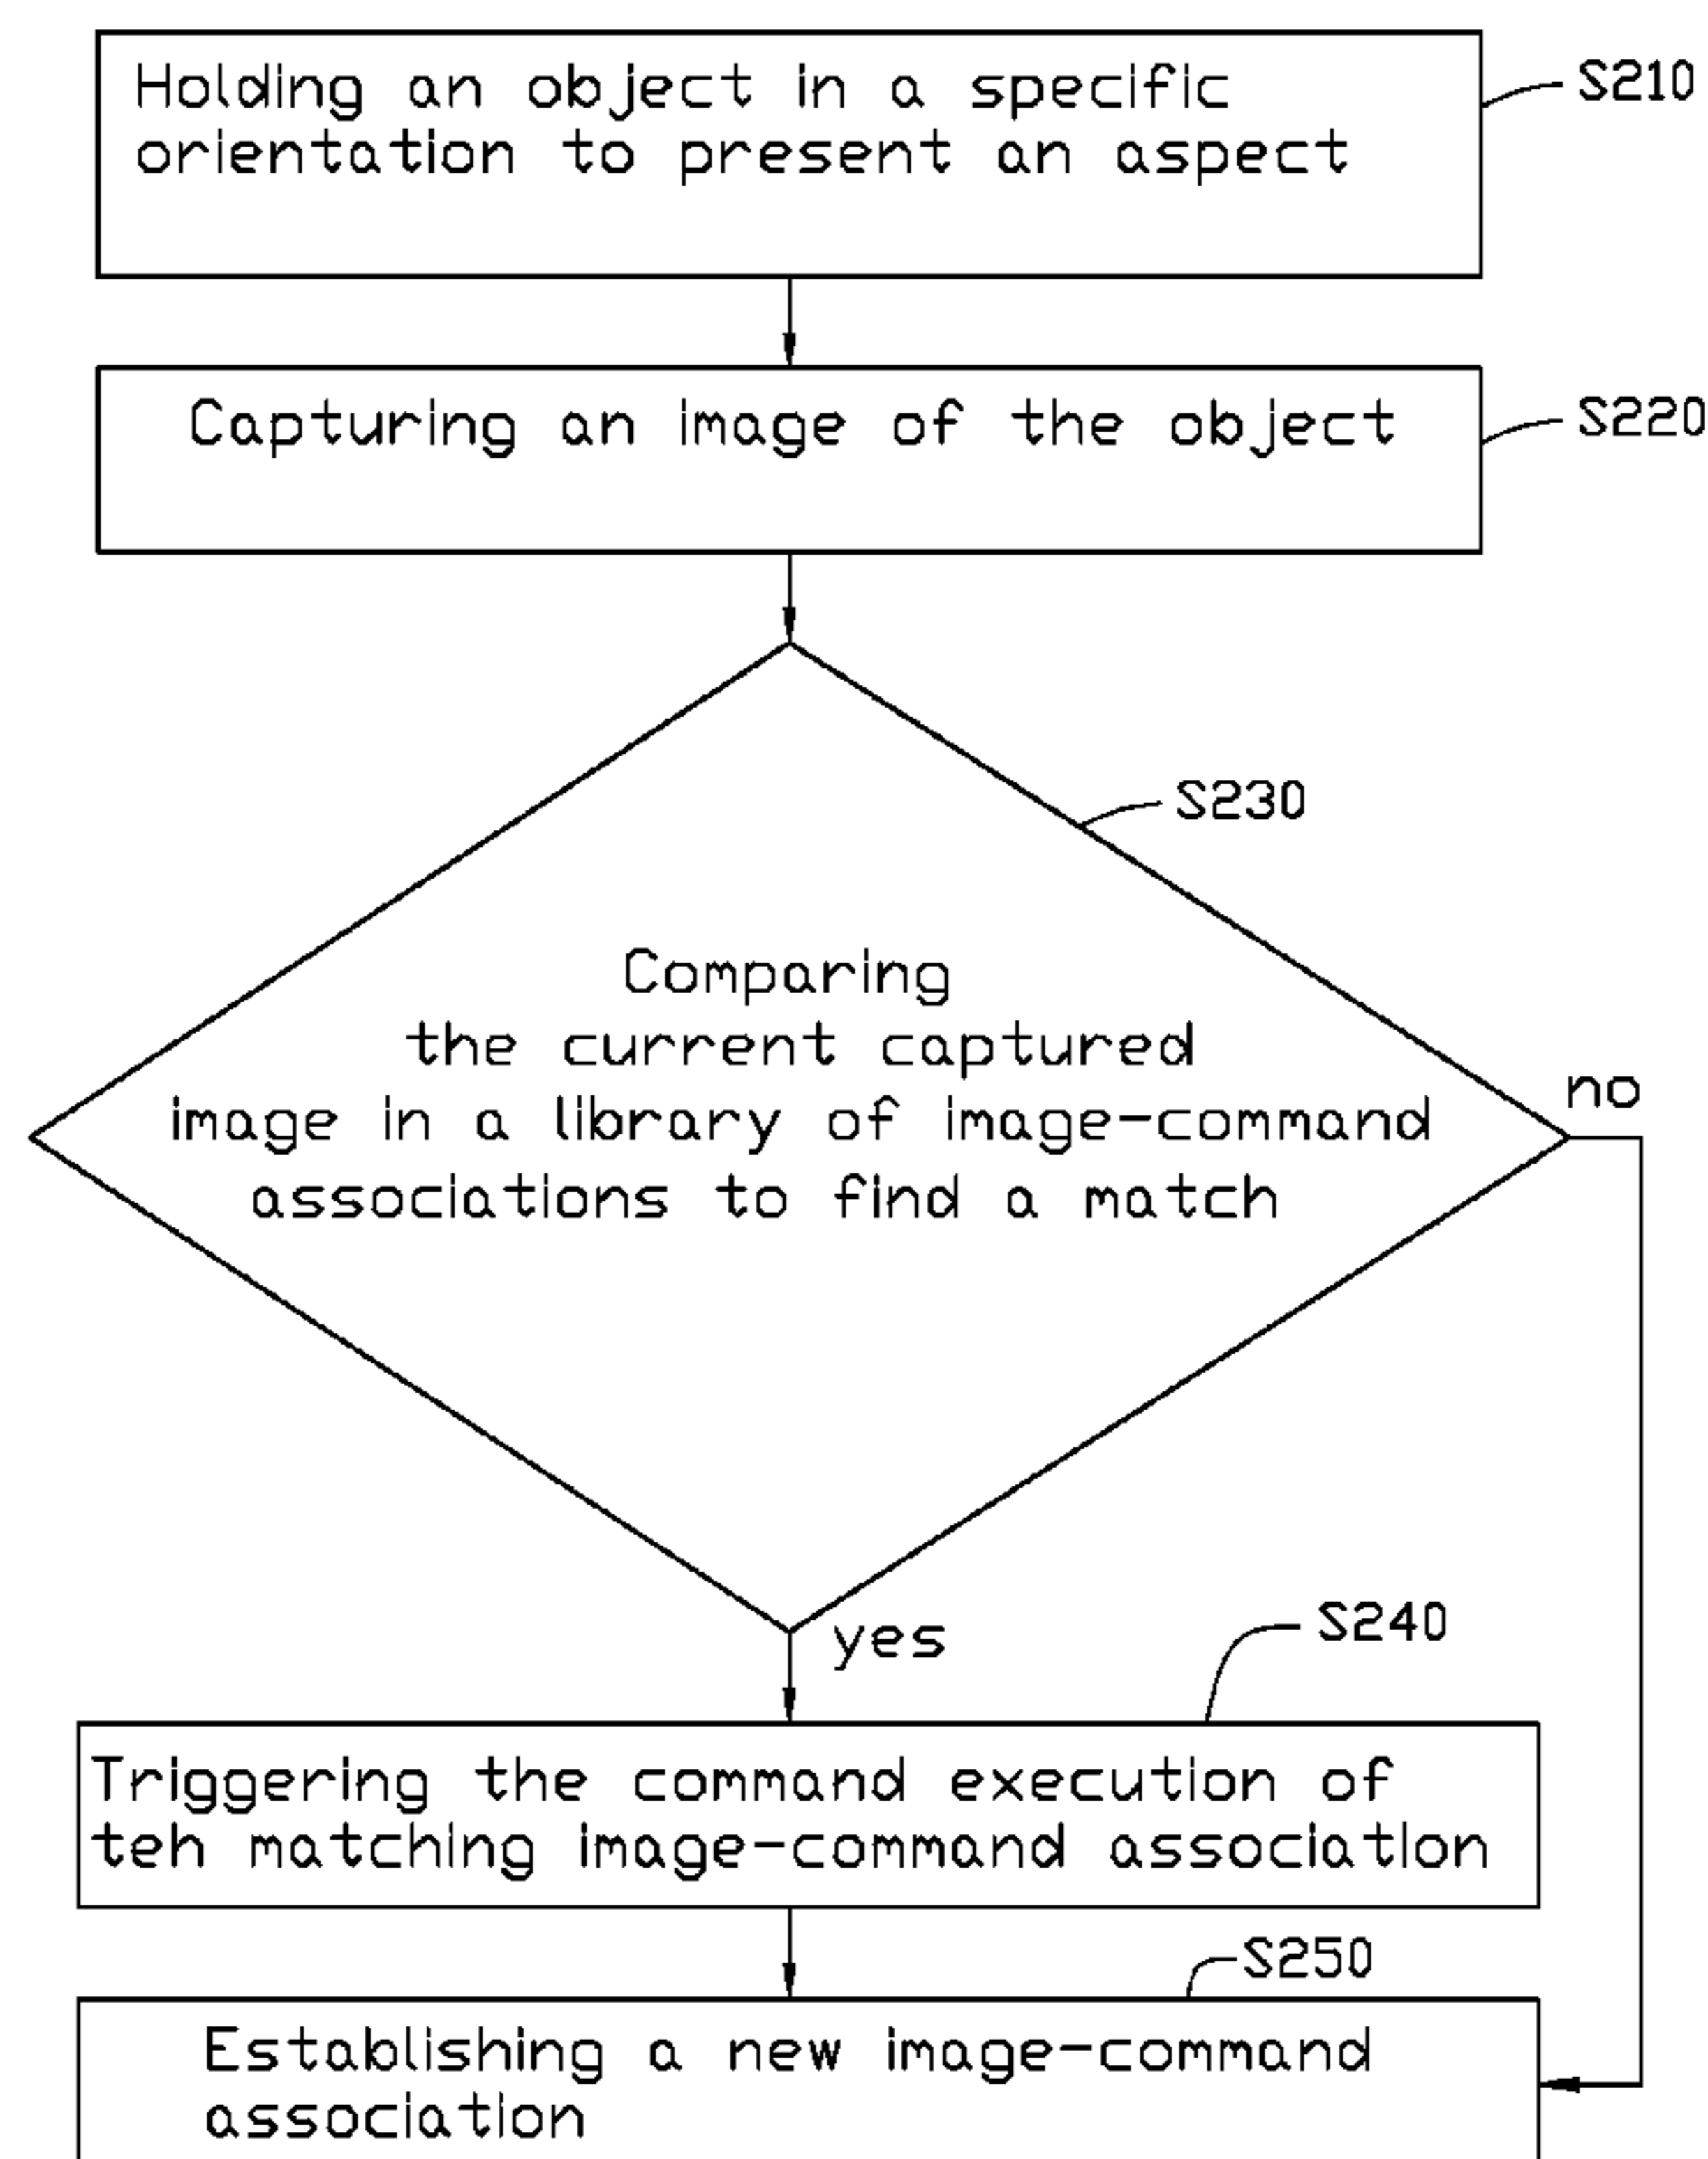 Holding an object in a specific
orientation to present an aspect
S210
Capturing an image of the object
S220
S230
Comparing
the current captured
image in a library of image-command
associations to find a match
no
yes
S240
Triggering the command execution of
teh matching image-command association
S250
Establishing a new image-command
association